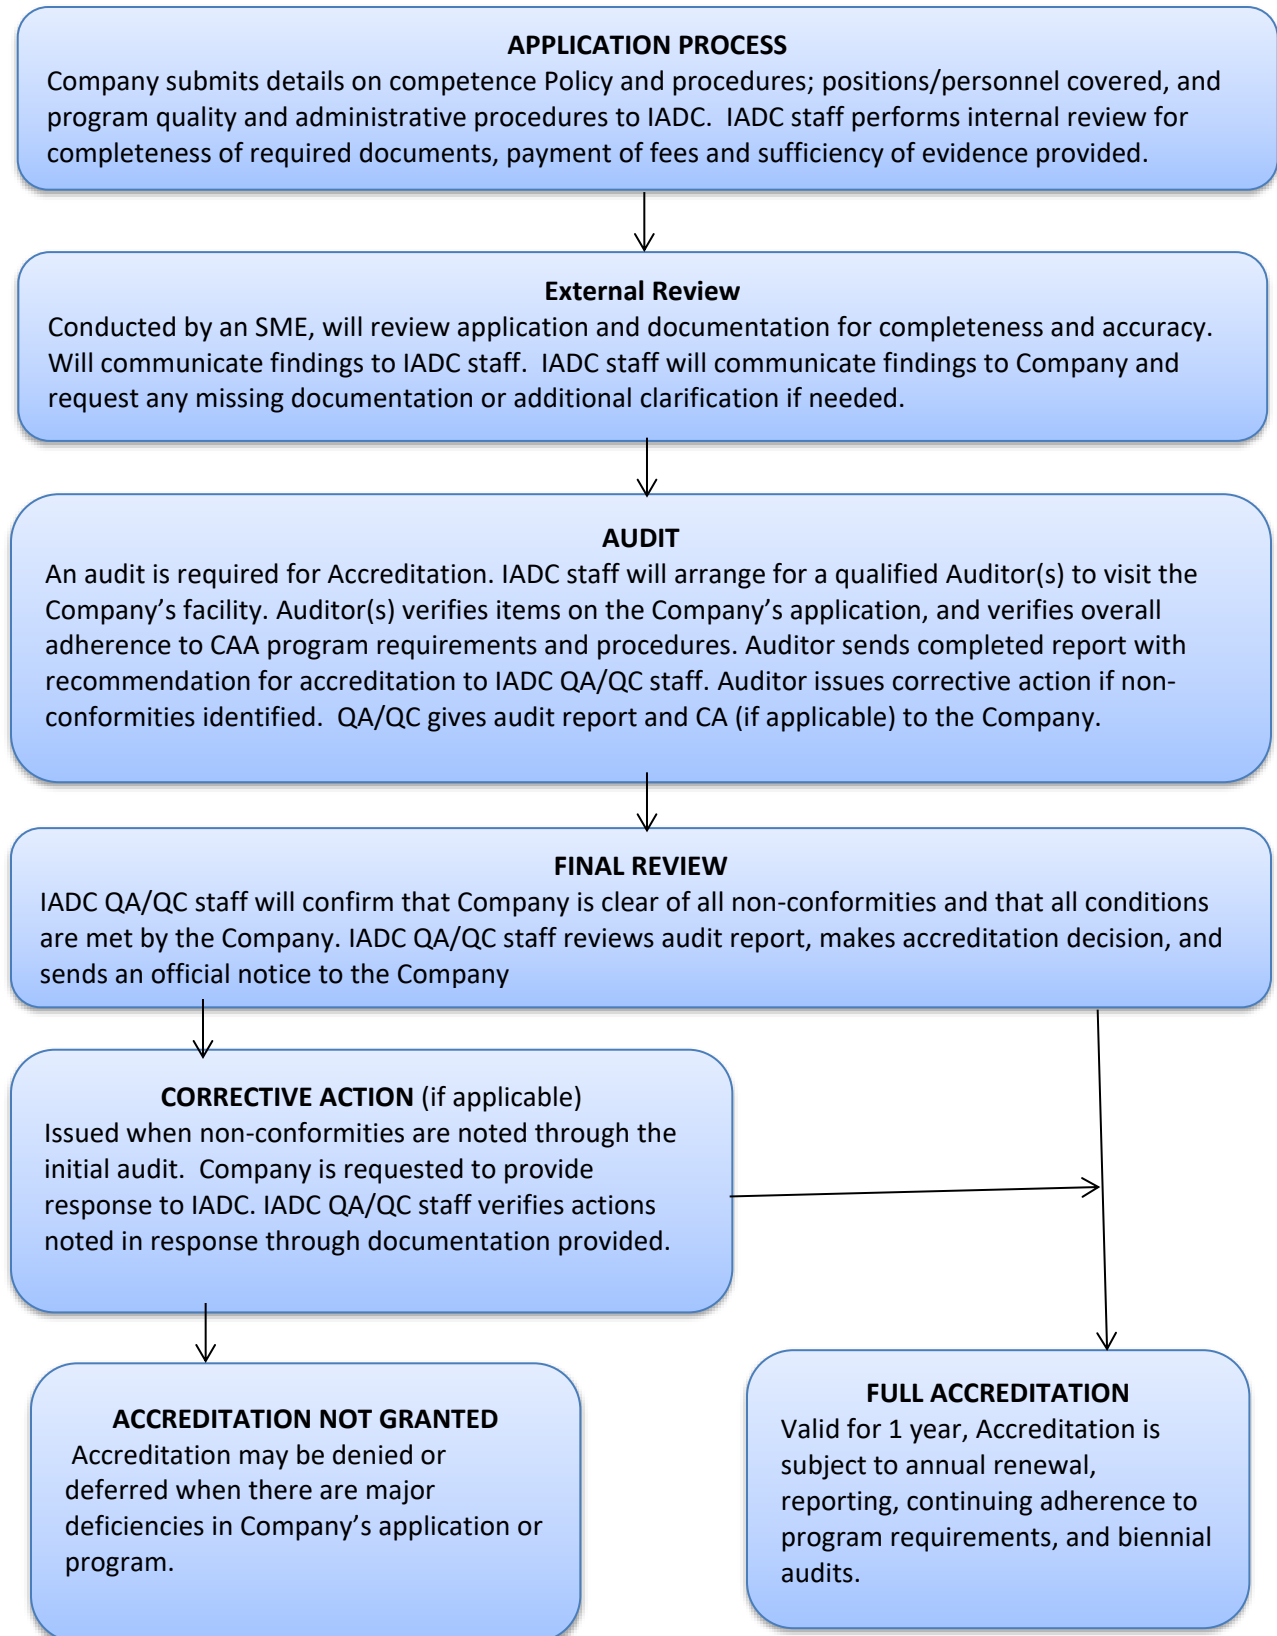 APPLICATION PROCESS
Company submits details on competence Policy and procedures; positions/personnel covered, and
program quality and administrative procedures to IADC.  IADC staff performs internal review for
completeness of required documents, payment of fees and sufficiency of evidence provided.
External Review
Conducted by an SME, will review application and documentation for completeness and accuracy.
Will communicate findings to IADC staff.  IADC staff will communicate findings to Company and
request any missing documentation or additional clarification if needed.
AUDIT
An audit is required for Accreditation. IADC staff will arrange for a qualified Auditor(s) to visit the
Company’s facility. Auditor(s) verifies items on the Company’s application, and verifies overall
adherence to CAA program requirements and procedures. Auditor sends completed report with
recommendation for accreditation to IADC QA/QC staff. Auditor issues corrective action if non-
conformities identified.  QA/QC gives audit report and CA (if applicable) to the Company.
FINAL REVIEW
IADC QA/QC staff will confirm that Company is clear of all non-conformities and that all conditions
are met by the Company. IADC QA/QC staff reviews audit report, makes accreditation decision, and
sends an official notice to the Company
CORRECTIVE ACTION (if applicable)
Issued when non-conformities are noted through the
initial audit.  Company is requested to provide
response to IADC. IADC QA/QC staff verifies actions
noted in response through documentation provided.
ACCREDITATION NOT GRANTED
Accreditation may be denied or
deferred when there are major
deficiencies in Company’s application or
program.
FULL ACCREDITATION
Valid for 1 year, Accreditation is
subject to annual renewal,
reporting, continuing adherence to
program requirements, and biennial
audits.